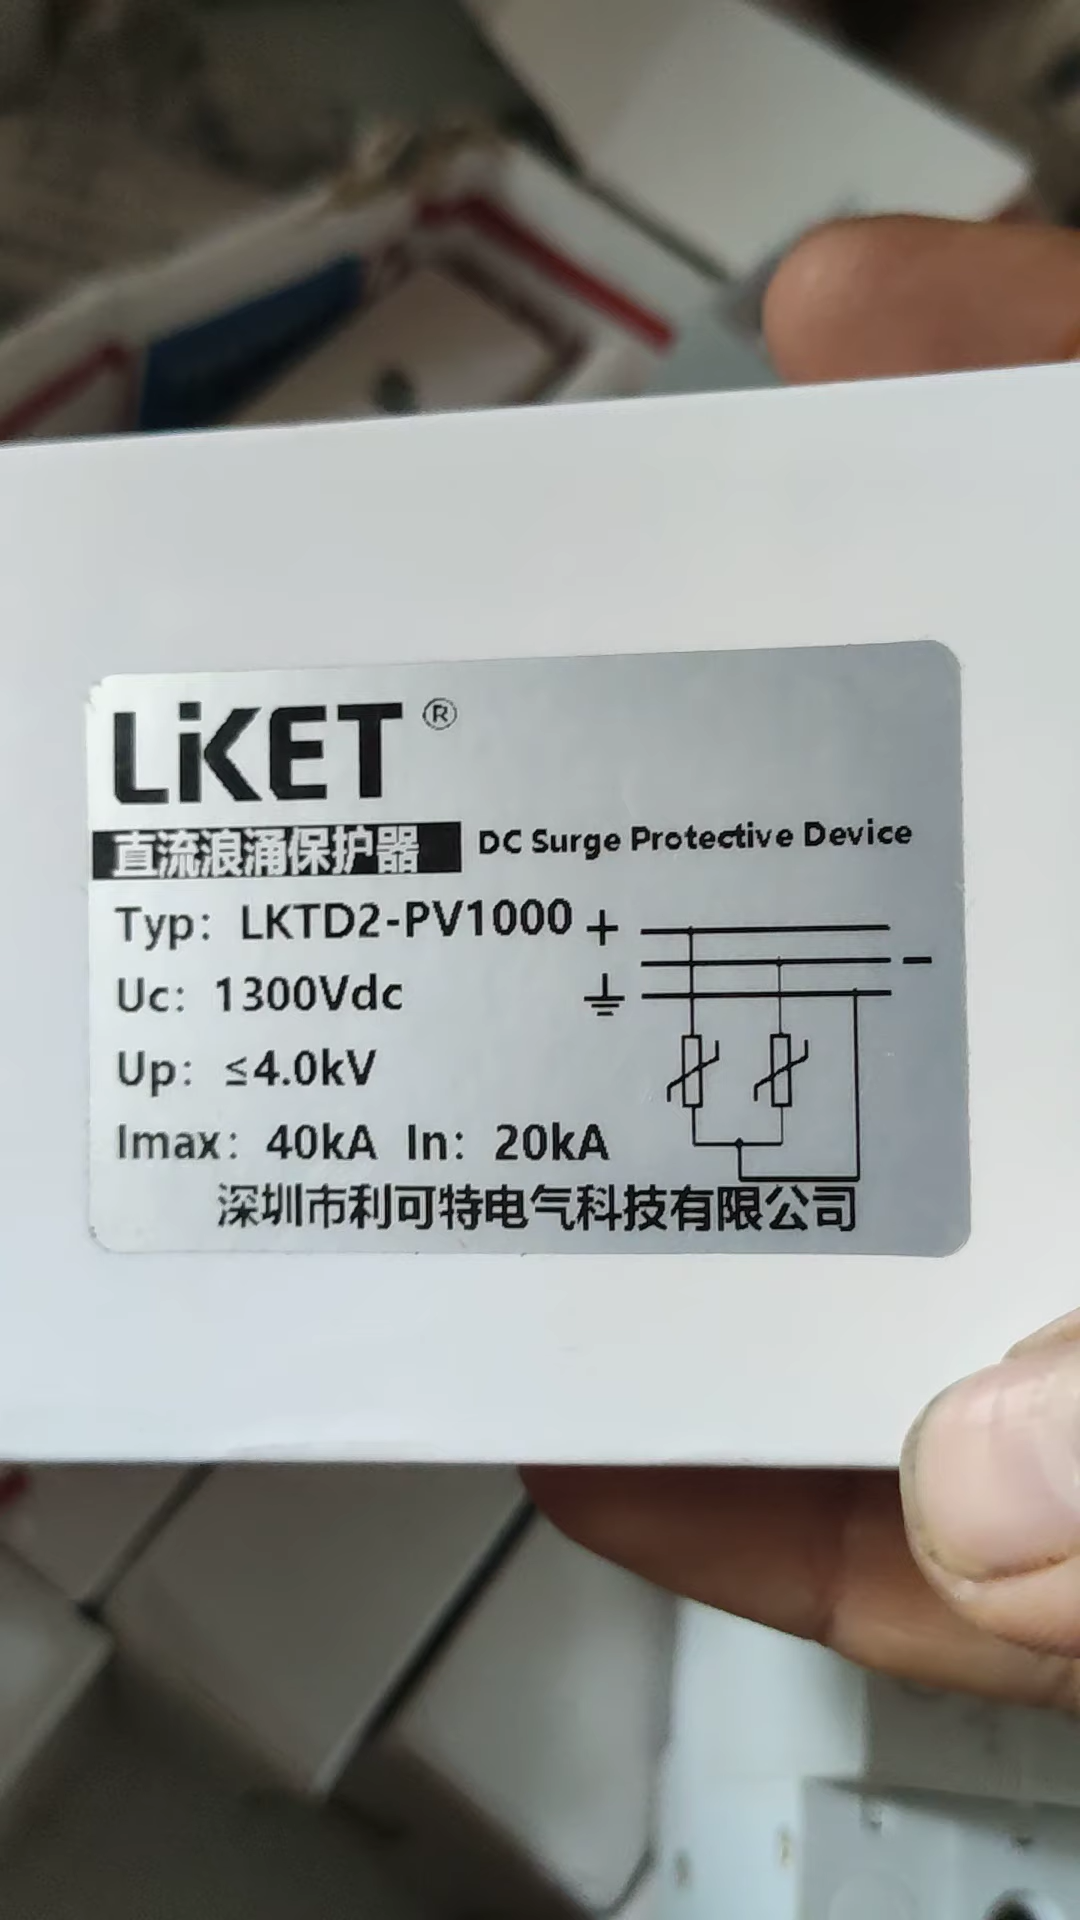 LiKET ®
直流浪涌保护器 DC Surge Protective Device
Typ: LKTD2-PV1000 +
−
Uc: 1300Vdc
Up: ≤4.0kV
Imax: 40kA In: 20kA
深圳市利可特电气科技有限公司